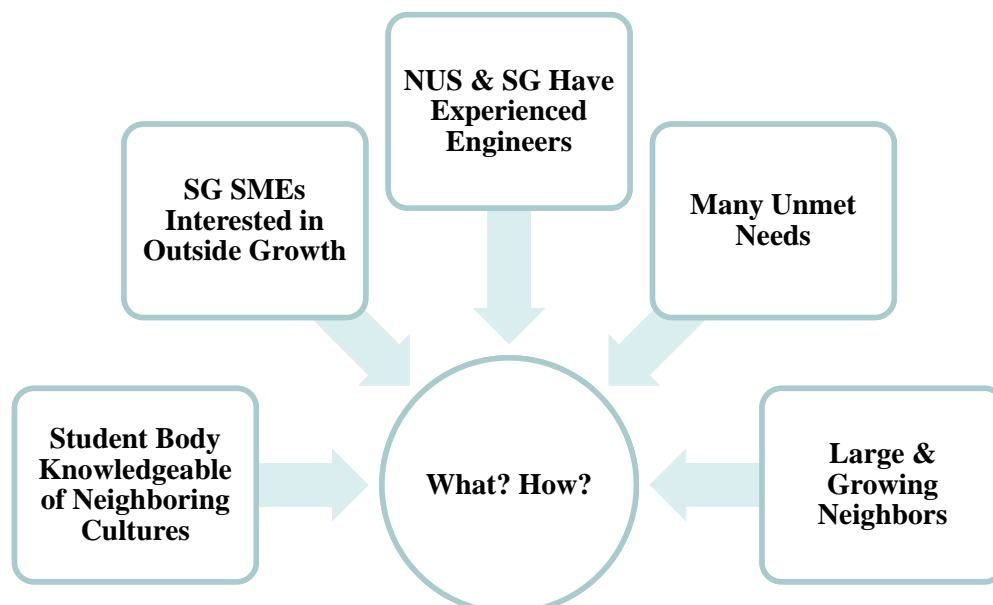 NUS & SG Have
Experienced
Engineers
SG SMEs
Interested in
Outside Growth
Many Unmet
Needs
Student Body
Knowledgeable
of Neighboring
Cultures
What? How?
Large &
Growing
Neighbors